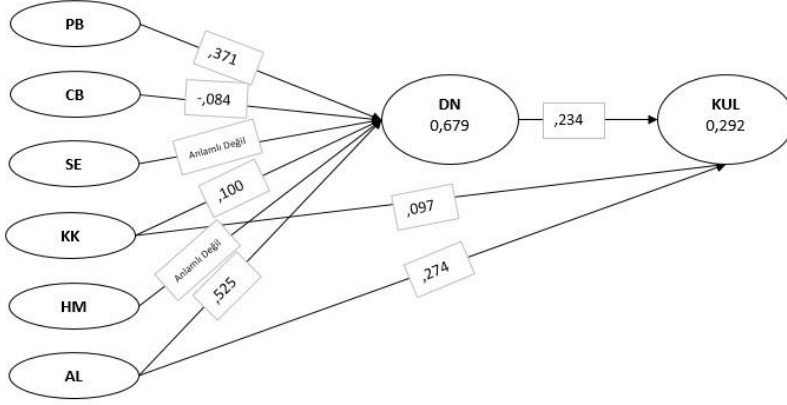 PB
,371
CB
-,084
DN
0,679
,234
KUL
0,292
SE
Anlamlı Değil
,100
KK
,097
Anlamlı Değil
,525
,274
HM
AL